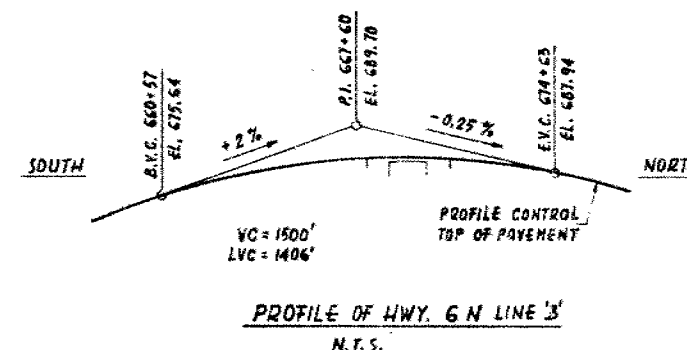 B.V.C. 660+57
EL. 675.64
P.I. 667+60
EL. 689.70
E.V.C. 674+63
EL. 687.94
+2%
-0.25%
SOUTH
NORT
VC = 1500'
LVC = 1406'
PROFILE CONTROL
TOP OF PAVEMENT
PROFILE OF HWY. 6 N LINE '3'
N.T.S.